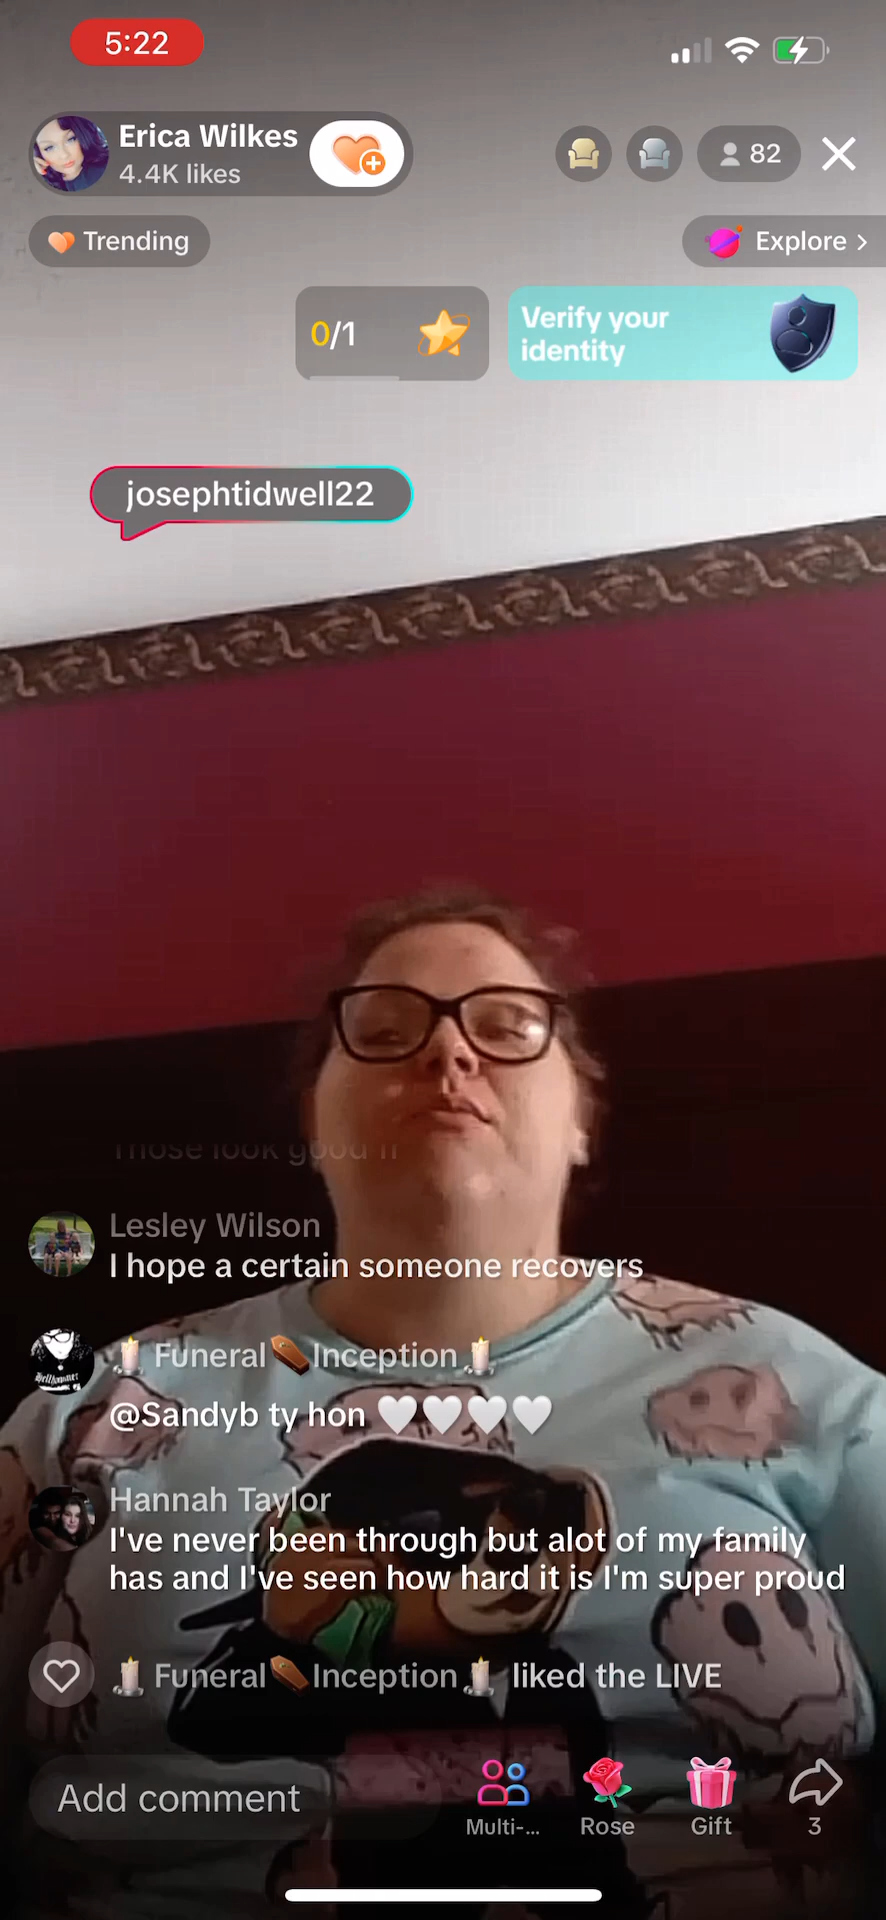 5:22
Erica Wilkes
4.4K likes
82
Trending
Explore >
0/1
Verify your
identity
josephtidwell22
Those look good
Lesley Wilson
I hope a certain someone recovers
🕯️ Funeral⚰️Inception🕯️
@Sandyb ty hon 🤍🤍🤍🤍
Hannah Taylor
I've never been through but alot of my family
has and I've seen how hard it is I'm super proud
🕯️ Funeral⚰️Inception🕯️ liked the LIVE
Add comment
Multi-...
Rose
Gift
3